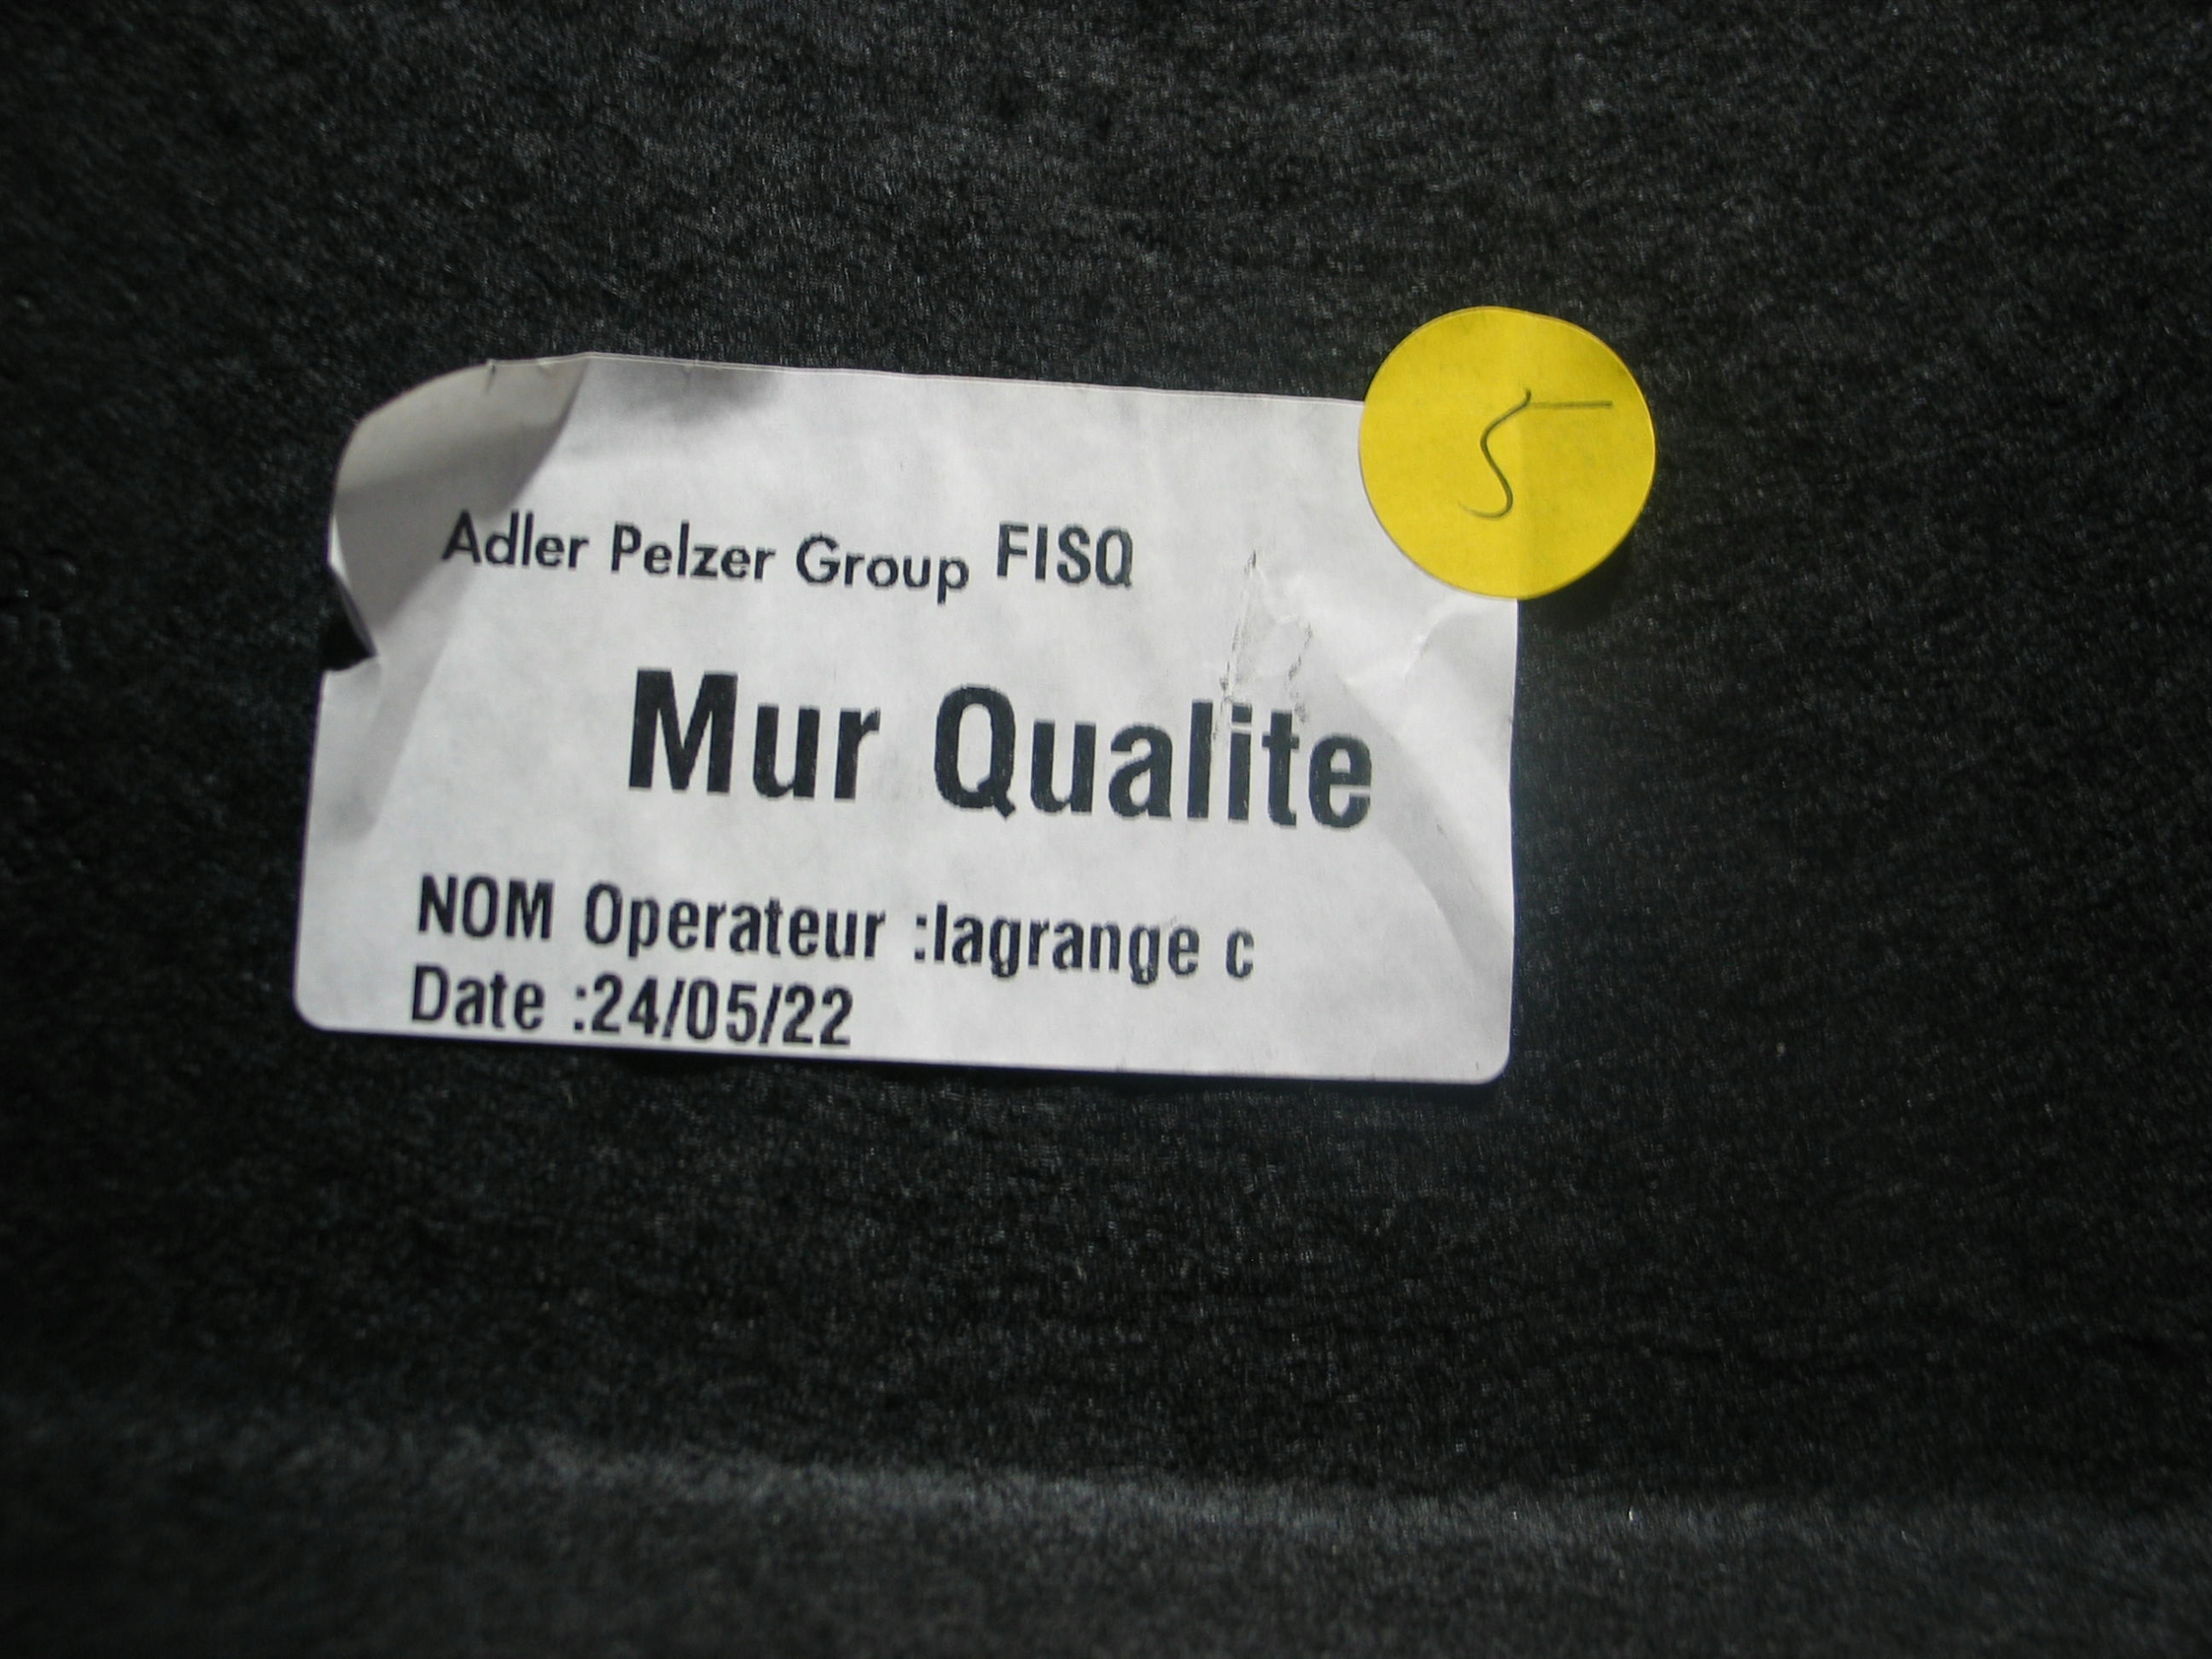 5
Adler Pelzer Group FISQ
Mur Qualite
NOM Operateur :lagrange c
Date :24/05/22